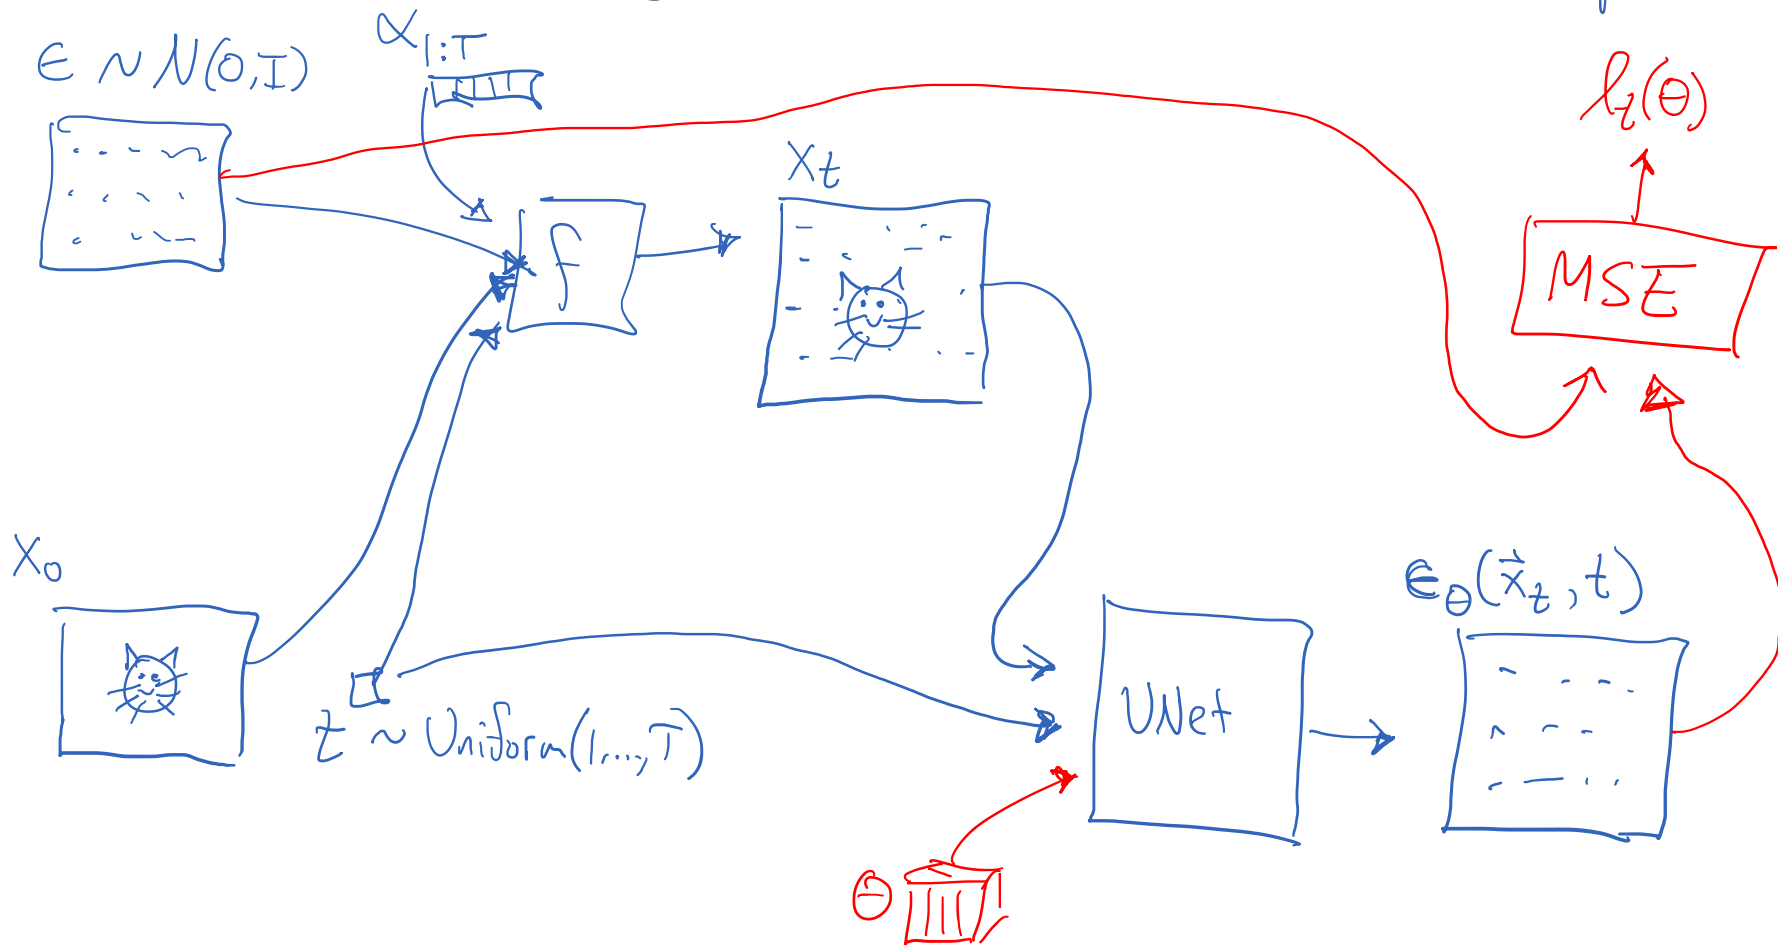 ϵ ~ N(0,I)
α1:T
ℓt(θ)
xt
f
MSE
x0
ϵθ(x⃗t, t)
UNet
t ~ Uniform(1,...,T)
θ